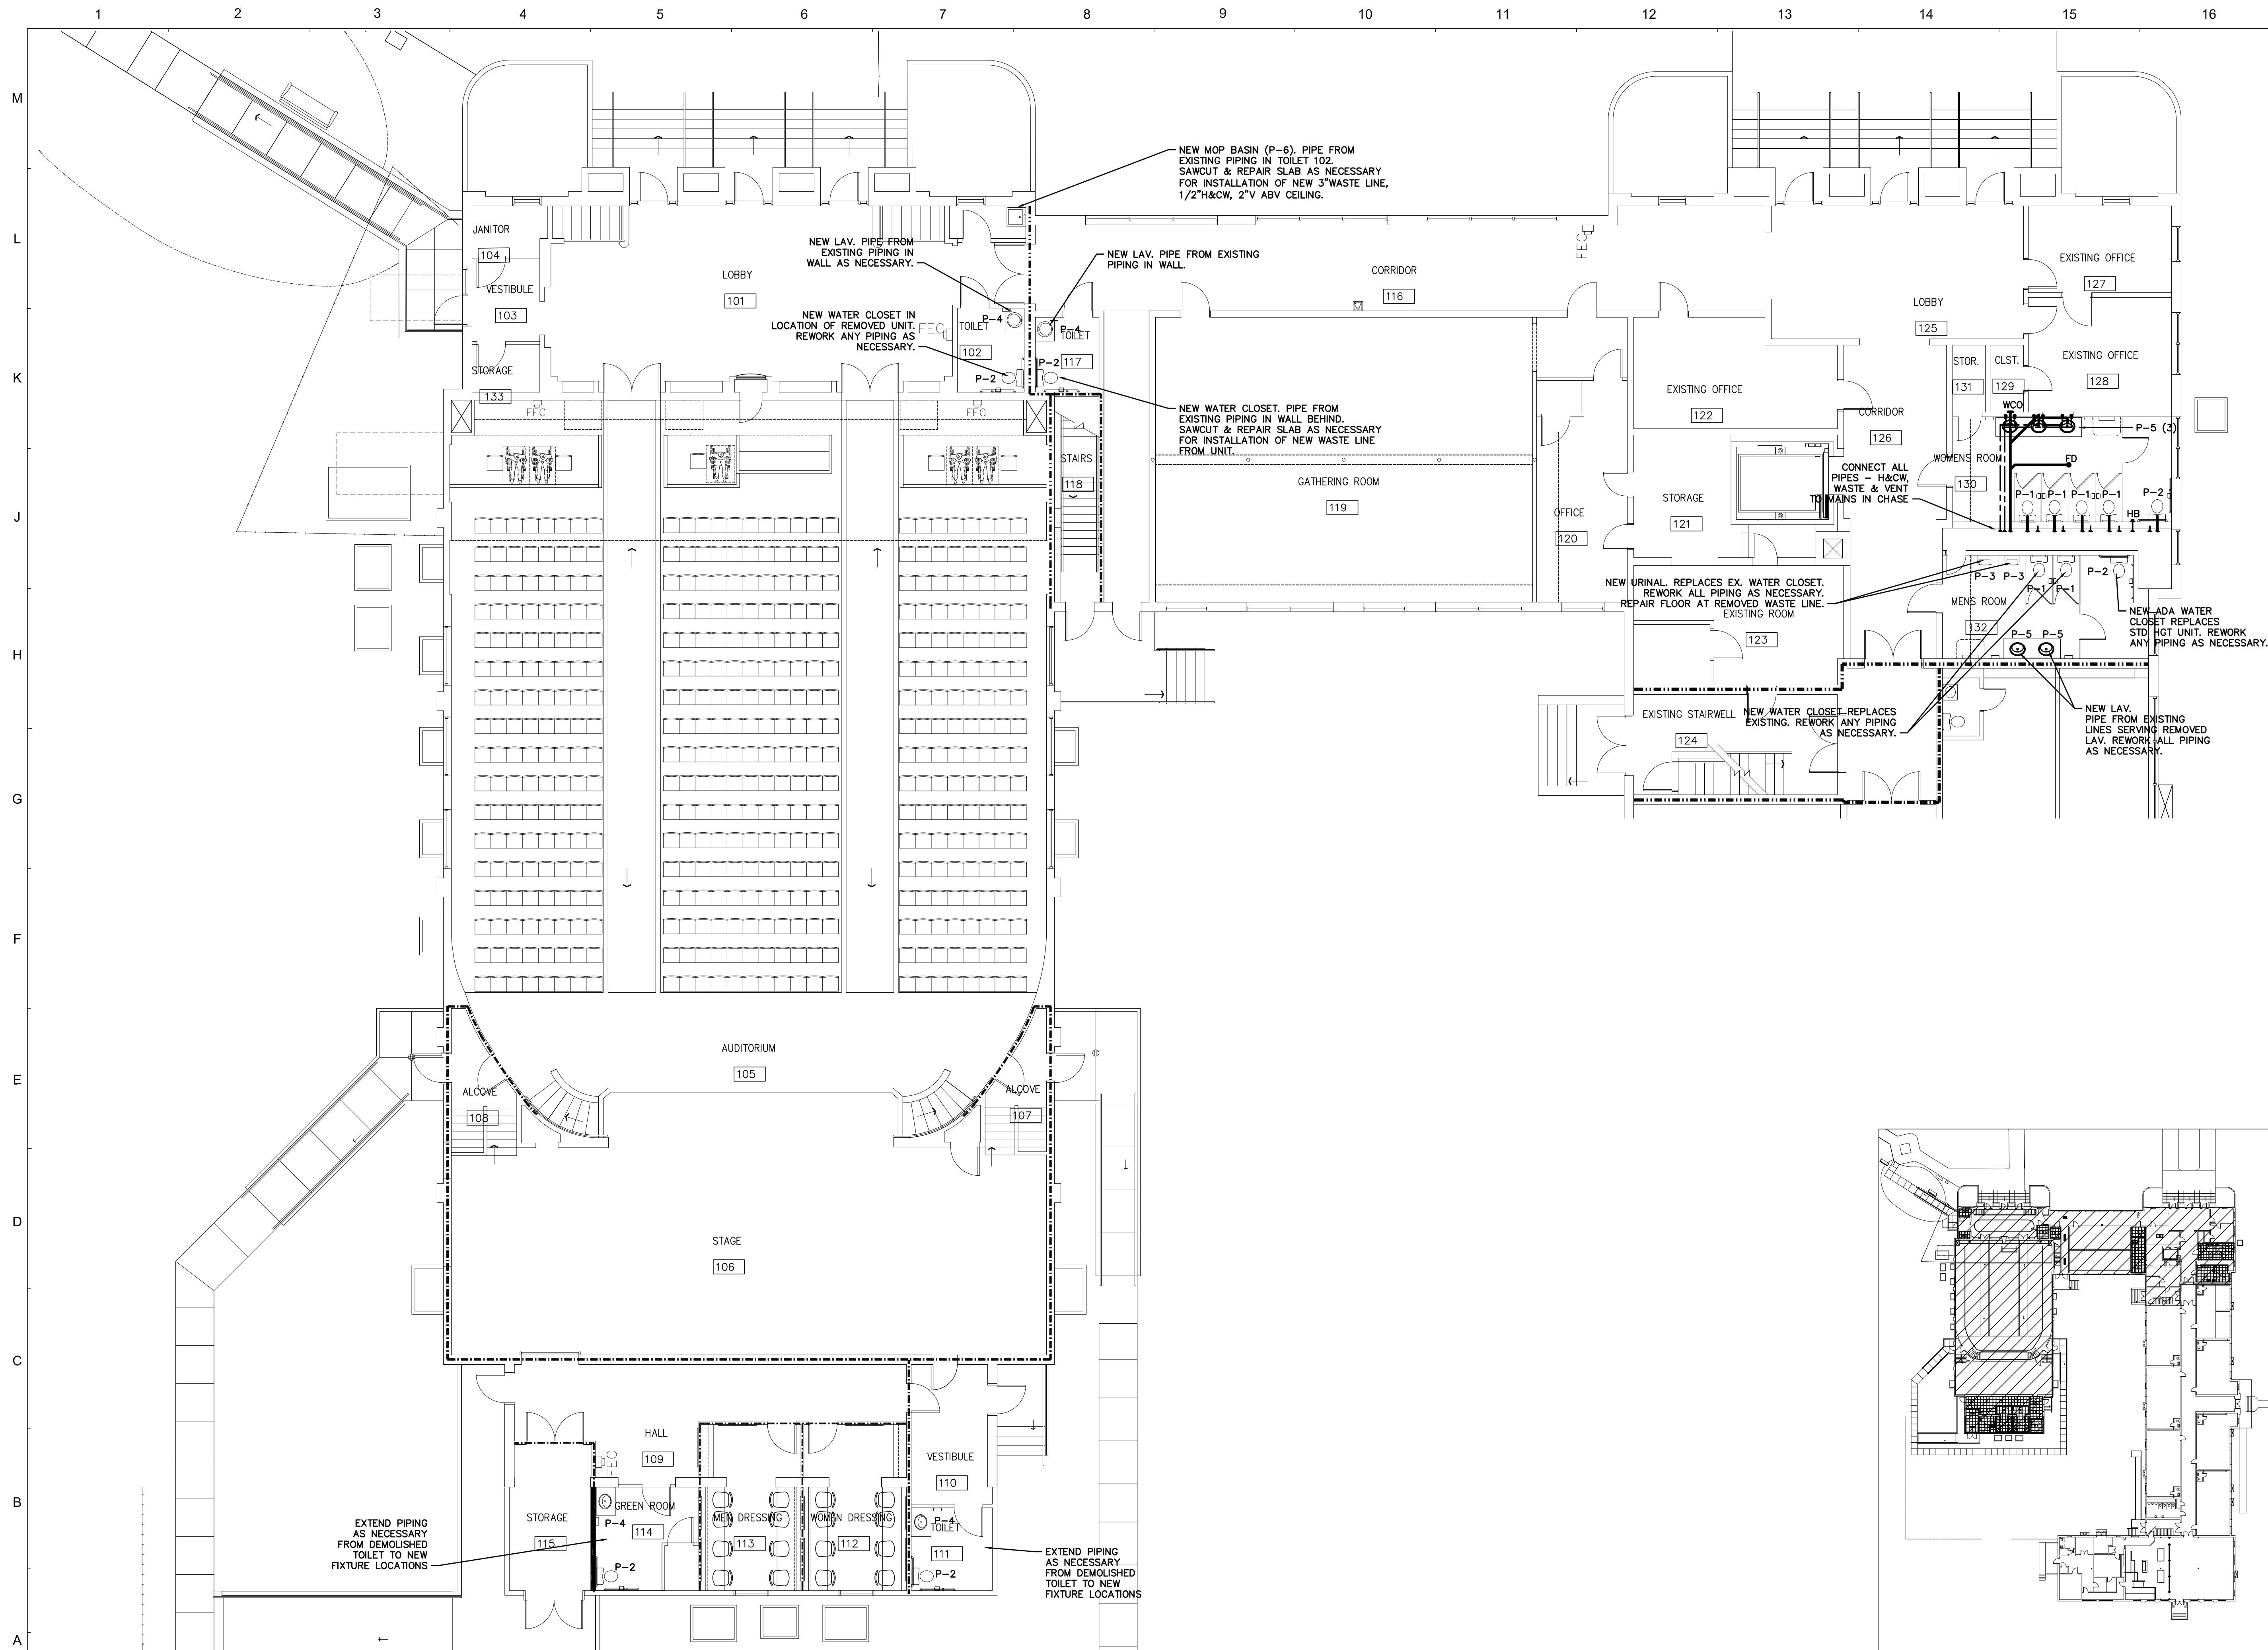 1 2 3 4 5 6 7 8 9 10 11 12 13 14 15 16
M
L
K
J
H
G
F
E
D
C
B
A
NEW MOP BASIN (P-6). PIPE FROM
EXISTING PIPING IN TOILET 102.
SAWCUT & REPAIR SLAB AS NECESSARY
FOR INSTALLATION OF NEW 3"WASTE LINE,
1/2"H&CW, 2"V ABV CEILING.
JANITOR
104
VESTIBULE
103
STORAGE
133
LOBBY
101
NEW LAV. PIPE FROM
EXISTING PIPING IN
WALL AS NECESSARY.
NEW WATER CLOSET IN
LOCATION OF REMOVED UNIT.
REWORK ANY PIPING AS
NECESSARY.
FEC
TOILET
102
P-4
P-2
NEW LAV. PIPE FROM EXISTING
PIPING IN WALL.
P-4
TOILET
117
P-2
NEW WATER CLOSET. PIPE FROM
EXISTING PIPING IN WALL BEHIND.
SAWCUT & REPAIR SLAB AS NECESSARY
FOR INSTALLATION OF NEW WASTE LINE
FROM UNIT.
FEC
FEC
STAIRS
118
CORRIDOR
116
FEC
GATHERING ROOM
119
OFFICE
120
EXISTING OFFICE
122
STORAGE
121
LOBBY
125
EXISTING OFFICE
127
EXISTING OFFICE
128
STOR.
131
CLST.
129
CORRIDOR
126
WCO
P-5 (3)
WOMENS ROOM
130
FD
CONNECT ALL
PIPES - H&CW,
WASTE & VENT
TO MAINS IN CHASE
P-1 P-1 P-1 P-1 P-2
HB
NEW URINAL. REPLACES EX. WATER CLOSET.
REWORK ALL PIPING AS NECESSARY.
REPAIR FLOOR AT REMOVED WASTE LINE.
EXISTING ROOM
123
P-3 P-3
P-1 P-1
P-2
MENS ROOM
132
P-5 P-5
NEW ADA WATER
CLOSET REPLACES
STD HGT UNIT. REWORK
ANY PIPING AS NECESSARY.
EXISTING STAIRWELL
124
NEW WATER CLOSET REPLACES
EXISTING. REWORK ANY PIPING
AS NECESSARY.
NEW LAV.
PIPE FROM EXISTING
LINES SERVING REMOVED
LAV. REWORK ALL PIPING
AS NECESSARY.
AUDITORIUM
105
ALCOVE
108
ALCOVE
107
STAGE
106
HALL
109
FEC
VESTIBULE
110
STORAGE
115
GREEN ROOM
114
P-4
P-2
MEN DRESSING
113
WOMEN DRESSING
112
P-4
TOILET
111
P-2
EXTEND PIPING
AS NECESSARY
FROM DEMOLISHED
TOILET TO NEW
FIXTURE LOCATIONS
EXTEND PIPING
AS NECESSARY
FROM DEMOLISHED
TOILET TO NEW
FIXTURE LOCATIONS